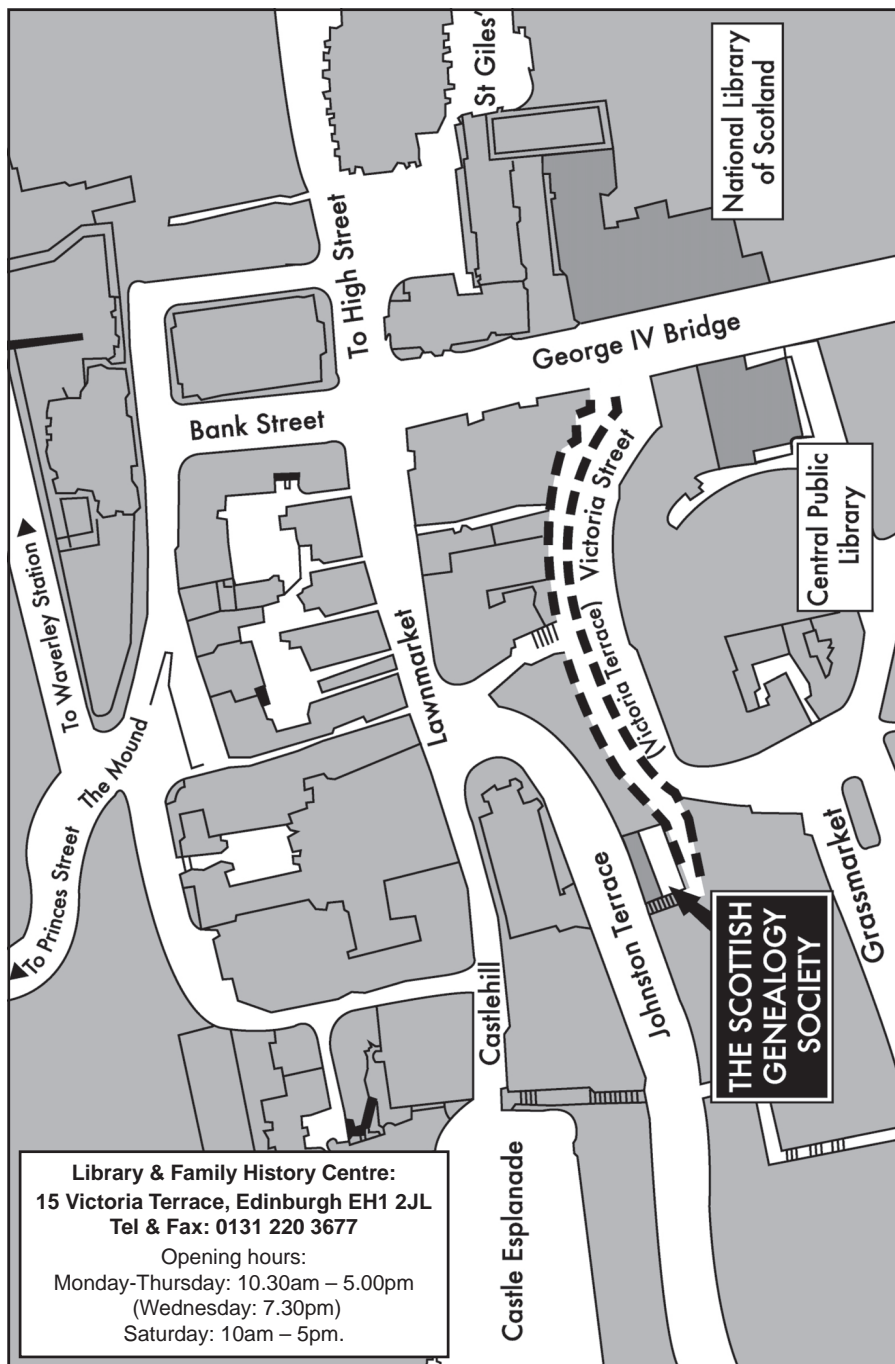 St Giles'
National Library
of Scotland
To High Street
George IV Bridge
Bank Street
Victoria Street
(Victoria Terrace)
Central Public
Library
To Waverley Station
The Mound
To Princes Street
Lawnmarket
Johnston Terrace
Grassmarket
Castlehill
THE SCOTTISH
GENEALOGY
SOCIETY
Castle Esplanade
Library & Family History Centre:
15 Victoria Terrace, Edinburgh EH1 2JL
Tel & Fax: 0131 220 3677
Opening hours:
Monday-Thursday: 10.30am – 5.00pm
(Wednesday: 7.30pm)
Saturday: 10am – 5pm.